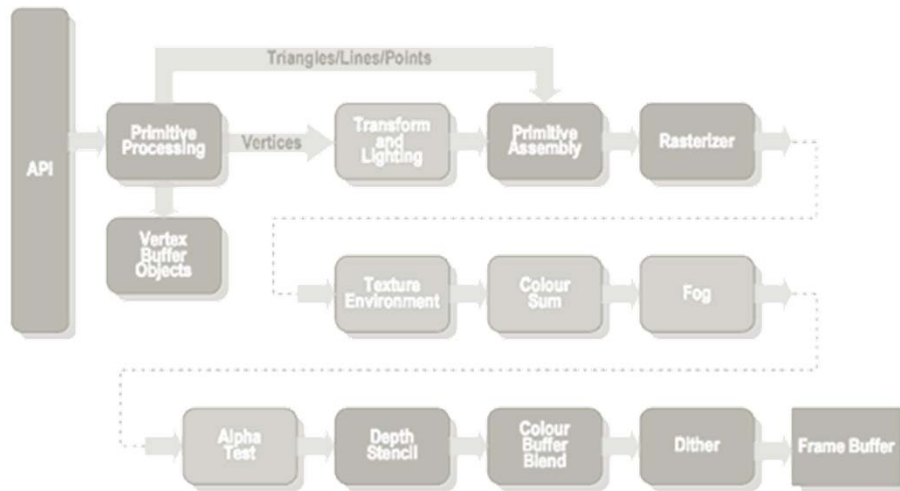 Triangles/Lines/Points
API
Primitive
Processing
Vertices
Transform
and
Lighting
Primitive
Assembly
Rasterizer
Vertex
Buffer
Objects
Texture
Environment
Colour
Sum
Fog
Alpha
Test
Depth
Stencil
Colour
Buffer
Blend
Dither
Frame Buffer